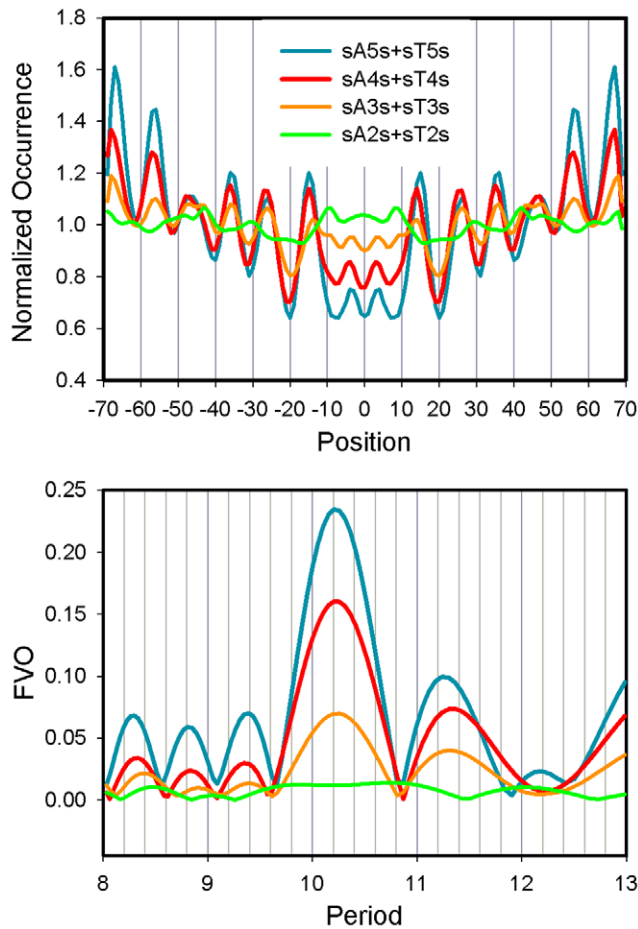 Normalized Occurrence
1.8
1.6
1.4
1.2
1.0
0.8
0.6
0.4
sA5s+sT5s
sA4s+sT4s
sA3s+sT3s
sA2s+sT2s
-70 -60 -50 -40 -30 -20 -10 0 10 20 30 40 50 60 70
Position
FVO
0.25
0.20
0.15
0.10
0.05
0.00
8 9 10 11 12 13
Period